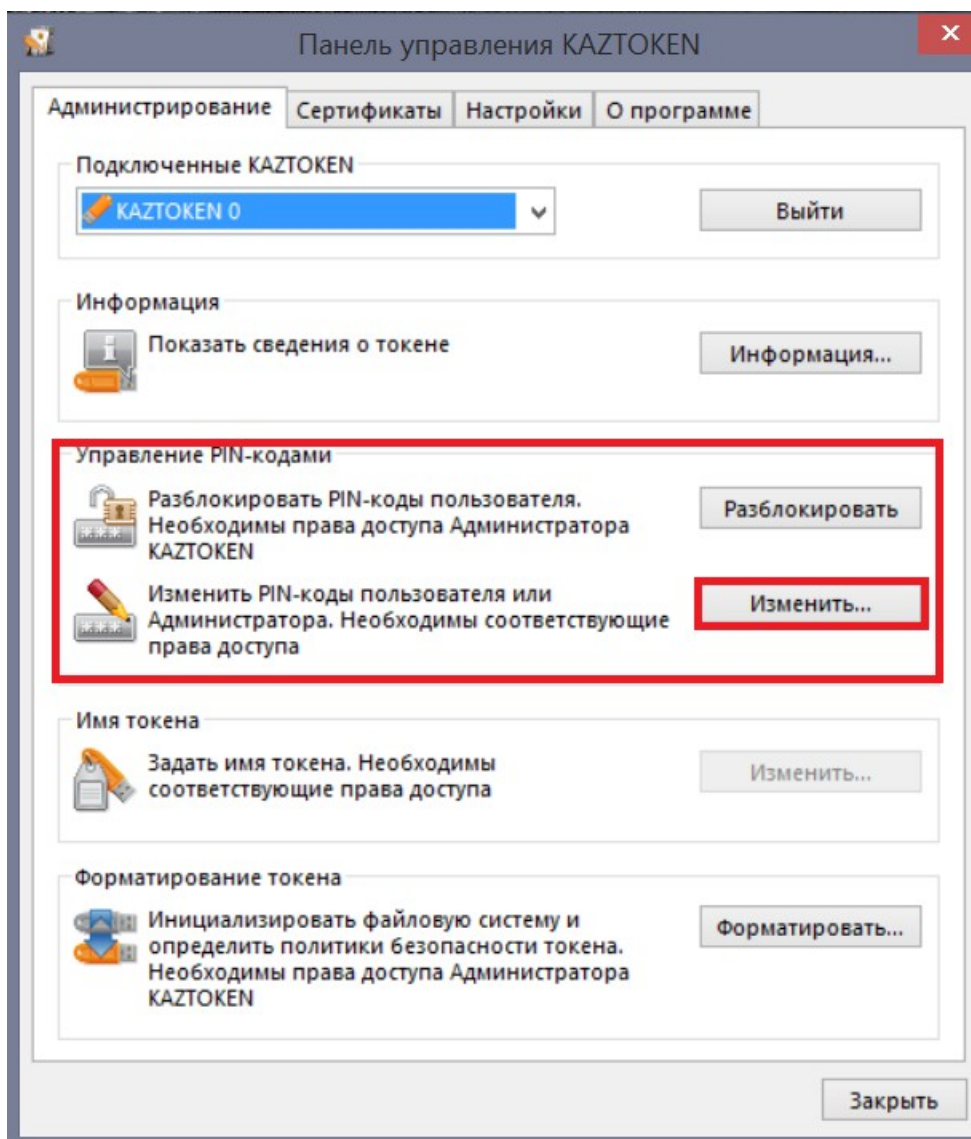 Панель управления KAZTOKEN
Администрирование Сертификаты Настройки О программе
Подключенные KAZTOKEN
KAZTOKEN 0 Выйти
Информация
Показать сведения о токене
Информация...
Управление PIN-кодами
Разблокировать PIN-коды пользователя.
Необходимы права доступа Администратора
KAZTOKEN
Разблокировать
Изменить PIN-коды пользователя или
Администратора. Необходимы соответствующие
права доступа
Изменить...
Имя токена
Задать имя токена. Необходимы
соответствующие права доступа
Изменить...
Форматирование токена
Инициализировать файловую систему и
определить политики безопасности токена.
Необходимы права доступа Администратора
KAZTOKEN
Форматировать...
Закрыть